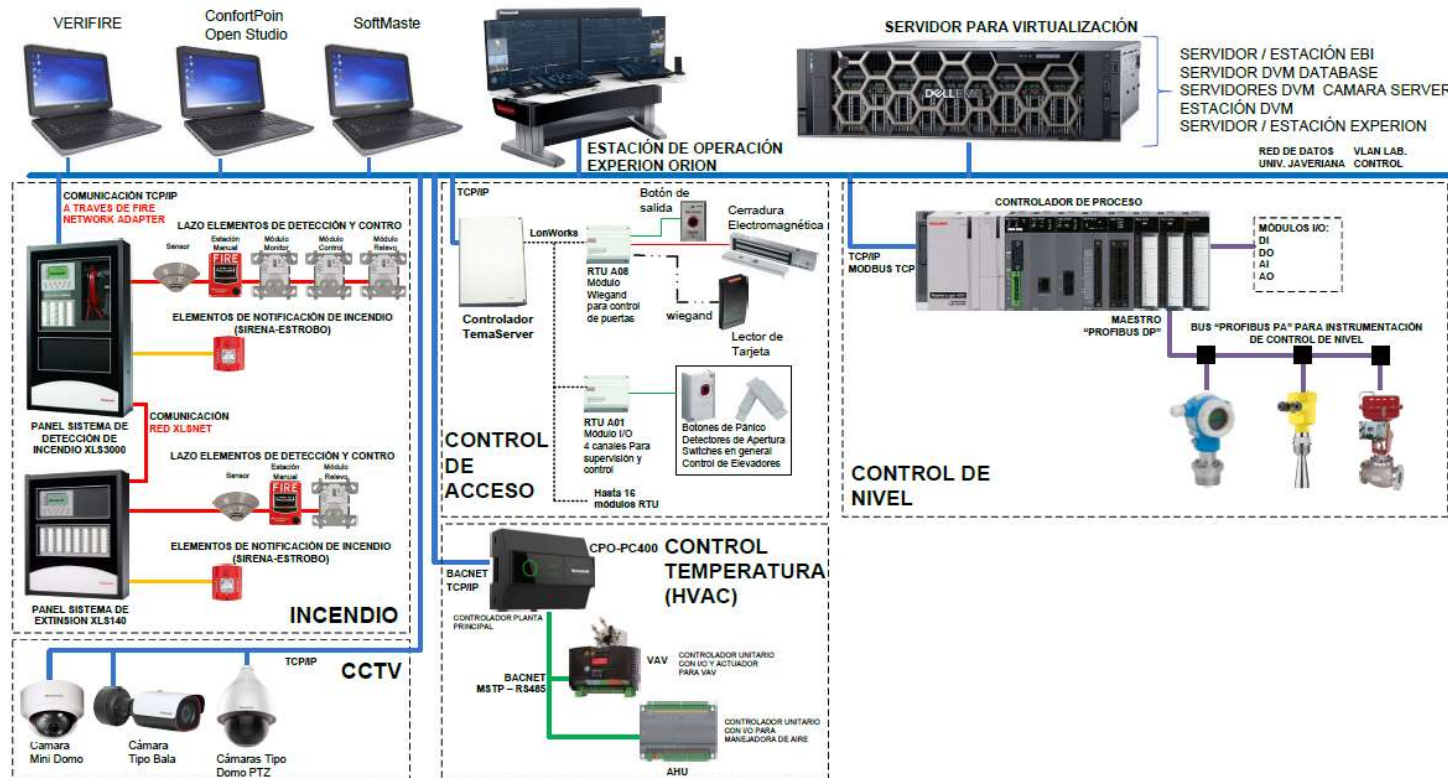 VERIFIRE
ConfortPoin
Open Studio
SoftMaste
ESTACIÓN DE OPERACIÓN
EXPERION ORION
SERVIDOR PARA VIRTUALIZACIÓN
DELLEMC
SERVIDOR / ESTACIÓN EBI
SERVIDOR DVM DATABASE
SERVIDORES DVM CAMARA SERVER
ESTACIÓN DVM
SERVIDOR / ESTACIÓN EXPERION
RED DE DATOS
UNIV. JAVERIANA
VLAN LAB.
CONTROL
COMUNICACIÓN TCP/IP
A TRAVES DE FIRE
NETWORK ADAPTER
LAZO ELEMENTOS DE DETECCIÓN Y CONTRO
Sensor
Estación
Manual
Módulo
Monitor
Módulo
Control
Módulo
Relevo
FIRE
ELEMENTOS DE NOTIFICACIÓN DE INCENDIO
(SIRENA-ESTROBO)
PANEL SISTEMA DE
DETECCIÓN DE
INCENDIO XLS3000
COMUNICACIÓN
RED XLSNET
LAZO ELEMENTOS DE DETECCIÓN Y CONTRO
Sensor
Estación
Manual
Módulo
Relevo
FIRE
ELEMENTOS DE NOTIFICACIÓN DE INCENDIO
(SIRENA-ESTROBO)
PANEL SISTEMA DE
EXTINSION XLS140
INCENDIO
TCP/IP
CCTV
Camara
Mini Domo
Cámara
Tipo Bala
Cámaras Tipo
Domo PTZ
TCP/IP
LonWorks
Controlador
TemaServer
Botón de
salida
Cerradura
Electromagnética
RTU A08
Módulo
Wiegand
para control
de puertas
wiegand
Lector de
Tarjeta
RTU A01
Módulo I/O
4 canales Para
supervisión y
control
Botones de Pánico
Detectores de Apertura
Switches en general
Control de Elevadores
Hasta 16
módulos RTU
CONTROL
DE
ACCESO
BACNET
TCP/IP
CPO-PC400
CONTROL
TEMPERATURA
(HVAC)
CONTROLADOR PLANTA
PRINCIPAL
VAV
CONTROLADOR UNITARIO
CON I/O Y ACTUADOR
PARA VAV
BACNET
MSTP – RS485
CONTROLADOR UNITARIO
CON I/O PARA
MANEJADORA DE AIRE
AHU
CONTROLADOR DE PROCESO
TCP/IP
MODBUS TCP
MÓDULOS I/O:
DI
DO
AI
AO
MAESTRO
“PROFIBUS DP”
BUS “PROFIBUS PA” PARA INSTRUMENTACIÓN
DE CONTROL DE NIVEL
CONTROL DE
NIVEL